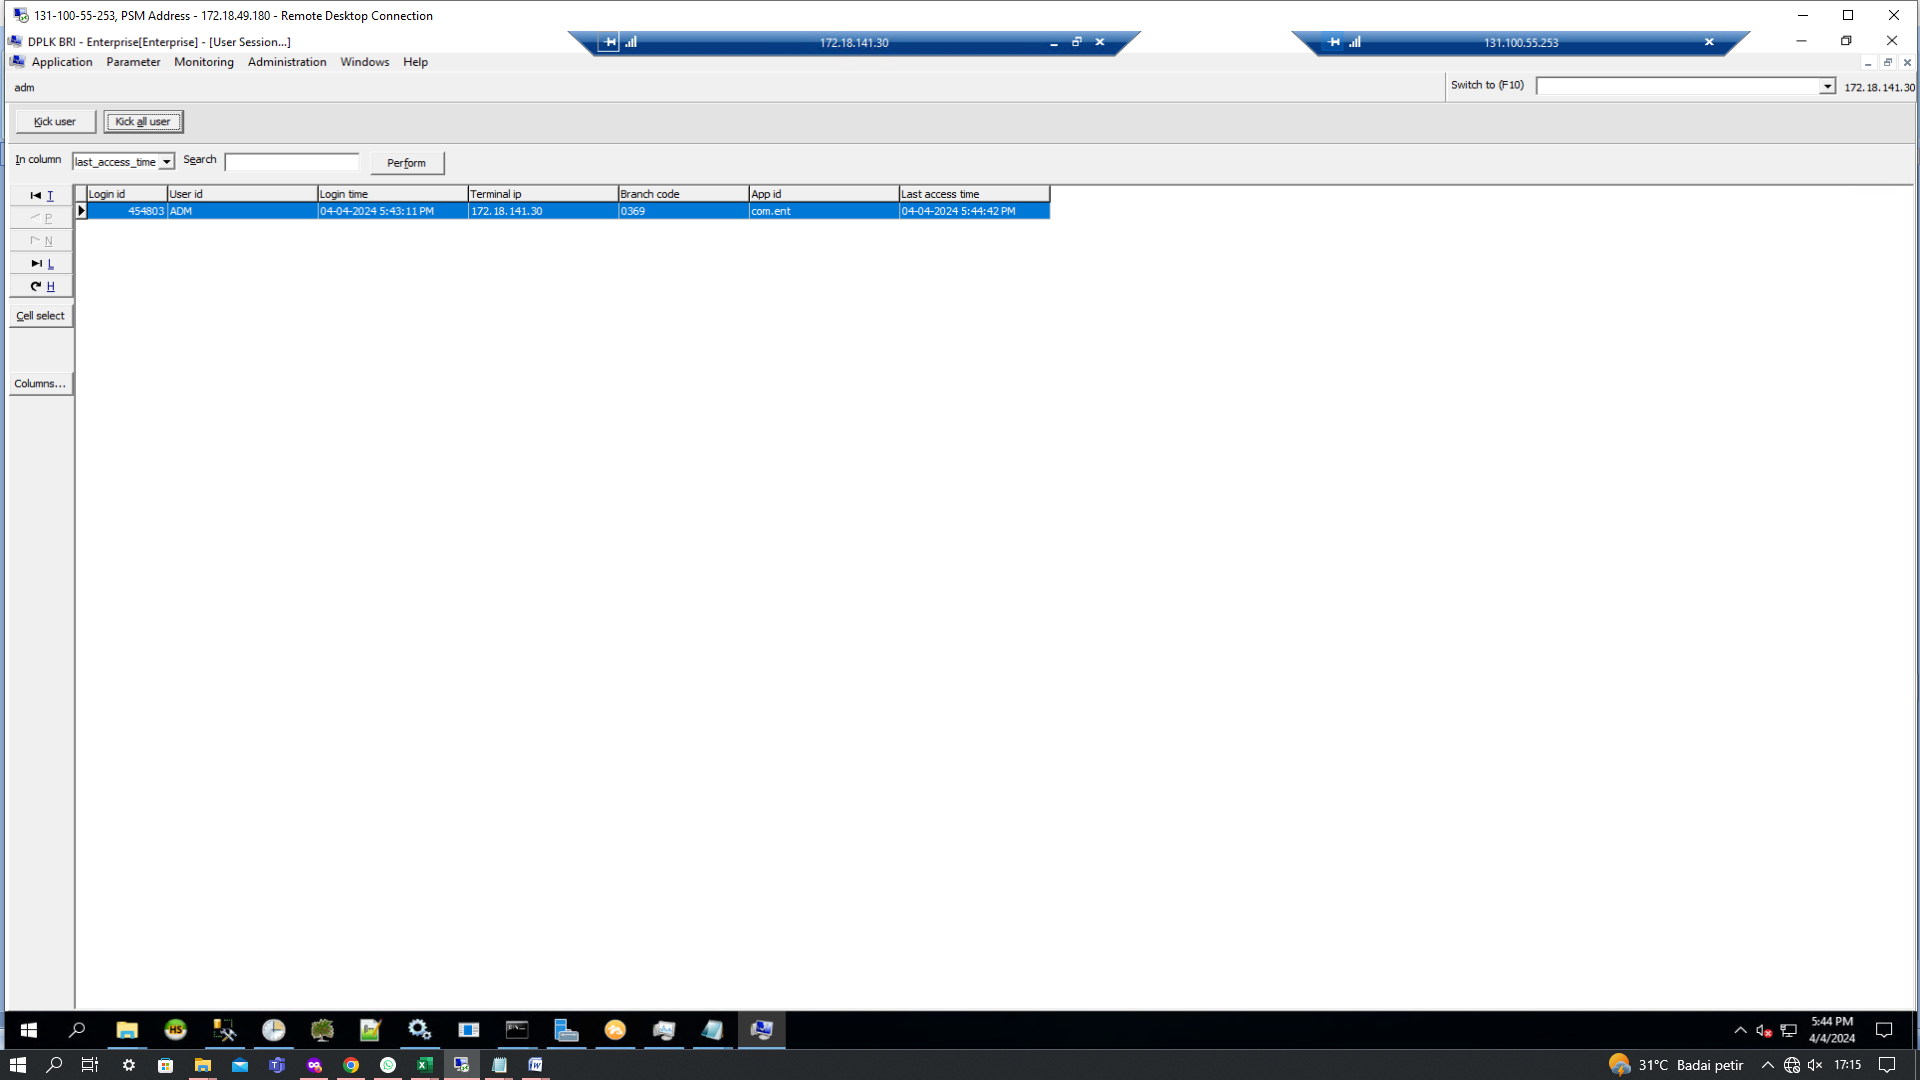 131-100-55-253, PSM Address - 172.18.49.180 - Remote Desktop Connection
DPLK BRI - Enterprise[Enterprise] - [User Session...]
172.18.141.30
131.100.55.253
Application Parameter Monitoring Administration Windows Help
adm
Switch to (F10)
172.18.141.30
Kick user
Kick all user
In column
last_access_time
Search
Perform
T
P
N
L
H
Cell select
Columns...
Login id User id Login time Terminal ip Branch code App id Last access time
454803 ADM 04-04-2024 5:43:11 PM 172.18.141.30 0369 com.ent 04-04-2024 5:44:42 PM
HS
5:44 PM
4/4/2024
31°C Badai petir
17:15